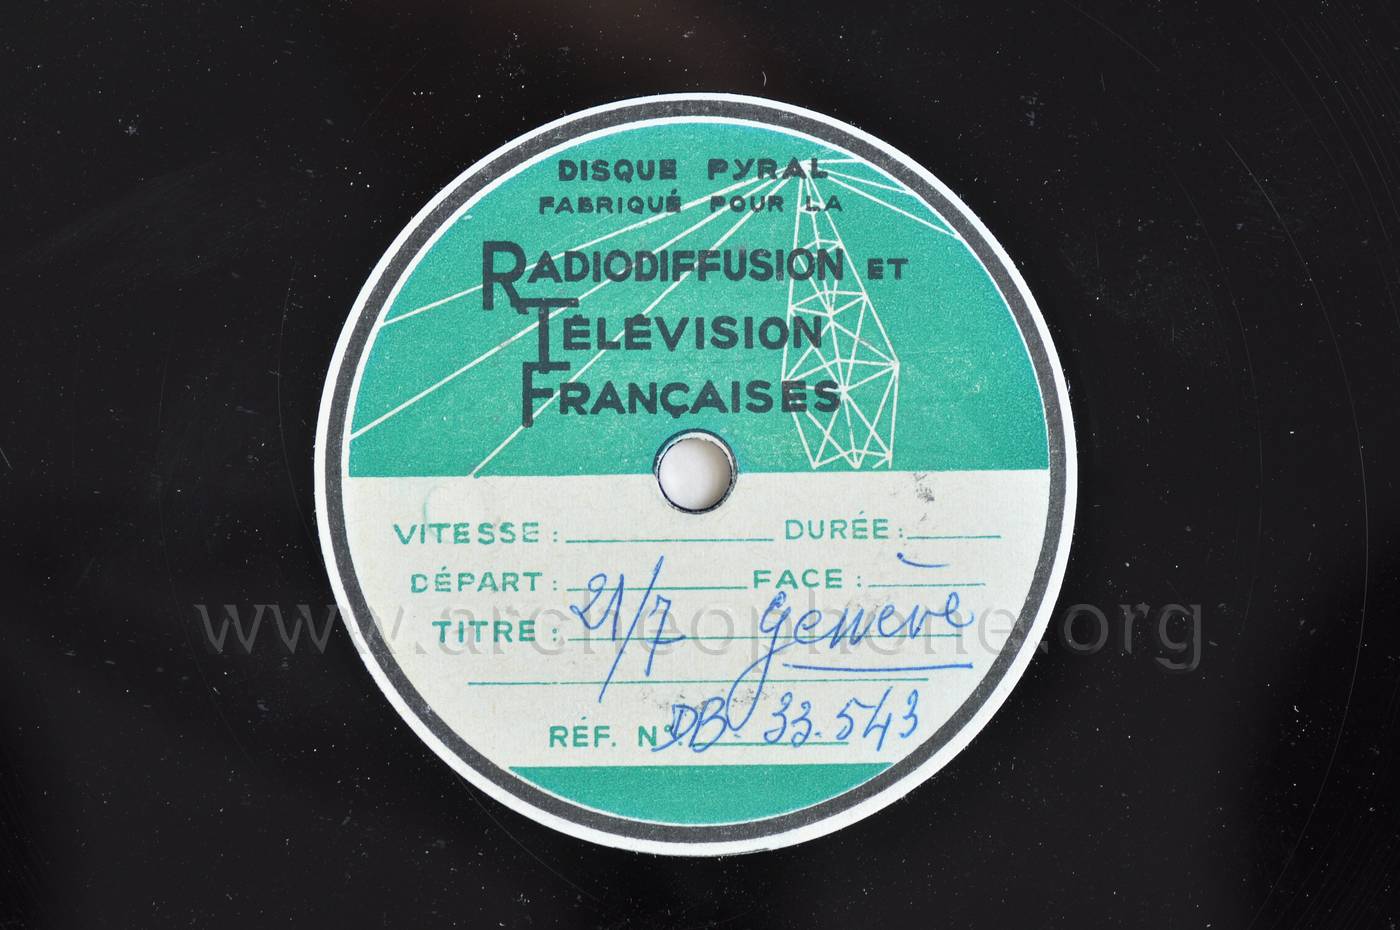 DISQUE PYRAL
FABRIQUÉ POUR LA
RADIODIFFUSION ET
TÉLÉVISION
FRANÇAISES
VITESSE : DURÉE :
DÉPART : FACE :
TITRE : 21/7 Genève
RÉF. N° DB. 33.543
www.archeophone.org